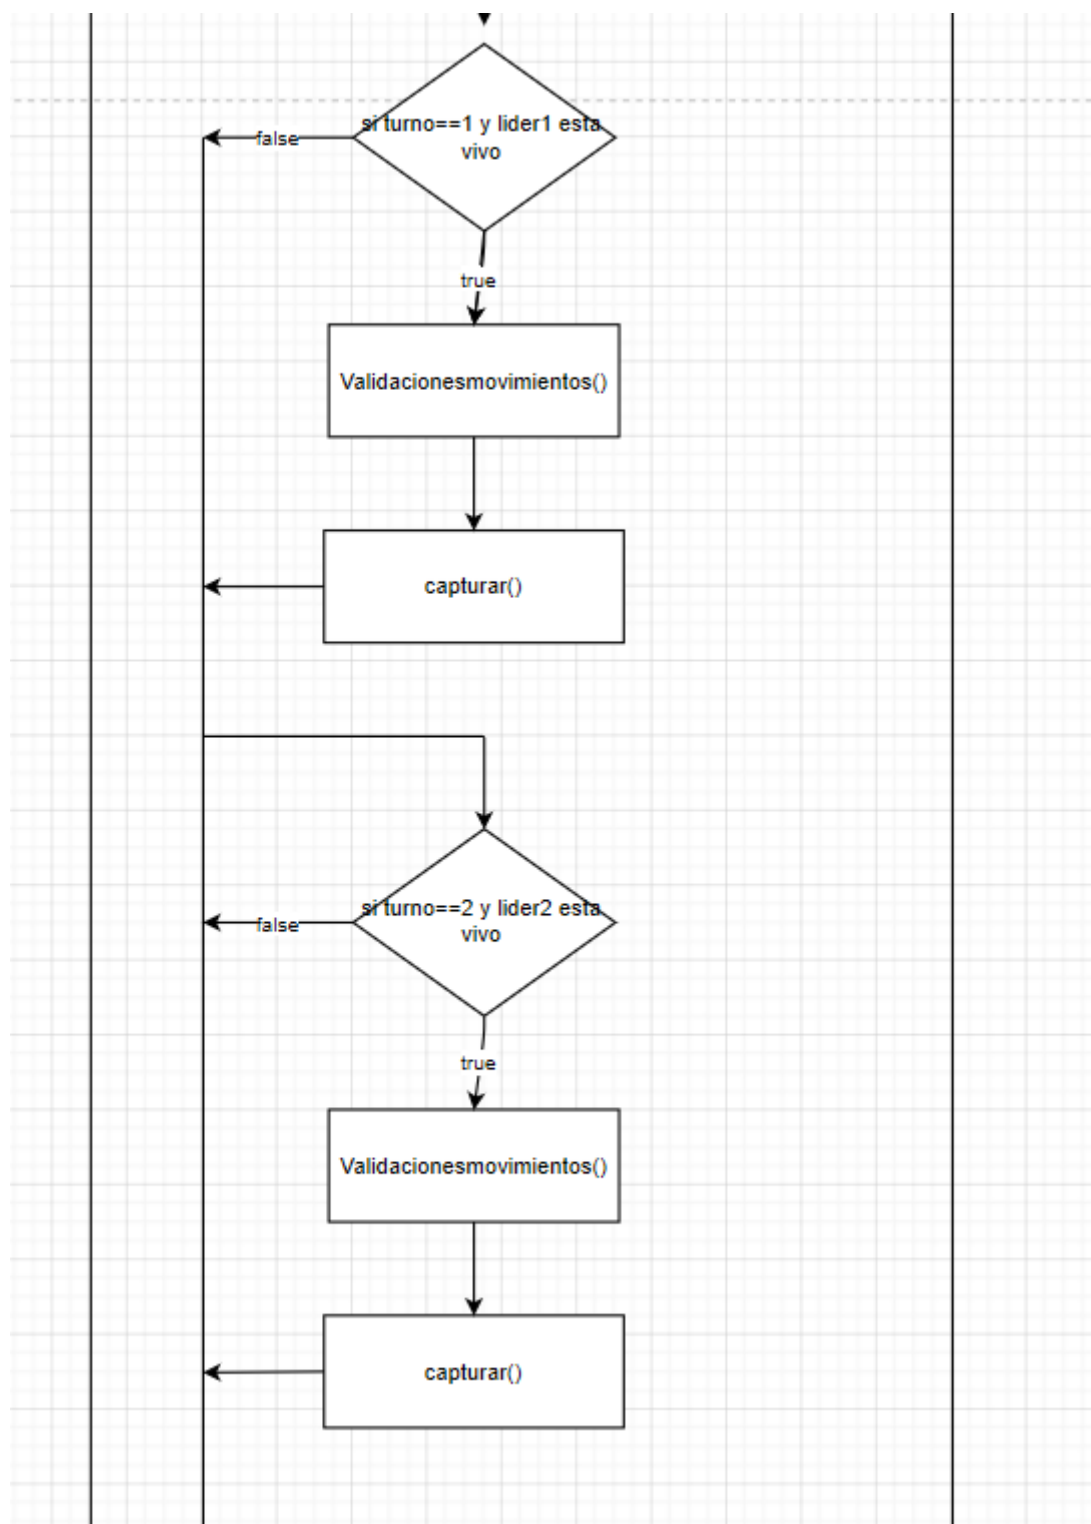 si turno==1 y lider1 esta
vivo
false
true
Validacionesmovimientos()
capturar()
si turno==2 y lider2 esta
vivo
false
true
Validacionesmovimientos()
capturar()